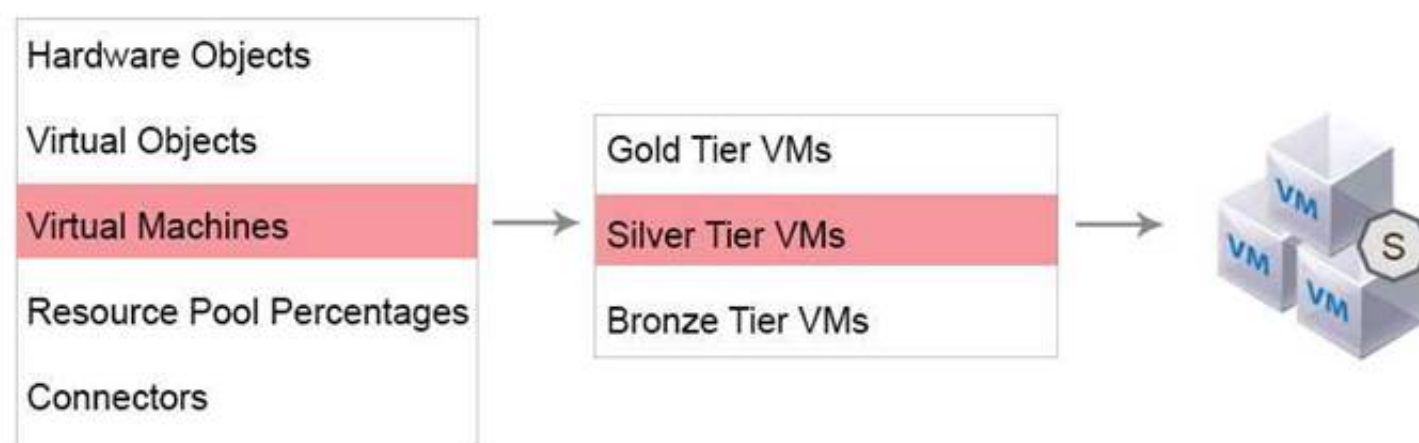 Hardware Objects
Virtual Objects
Virtual Machines
Resource Pool Percentages
Connectors
Gold Tier VMs
Silver Tier VMs
Bronze Tier VMs
VM
VM
VM
S